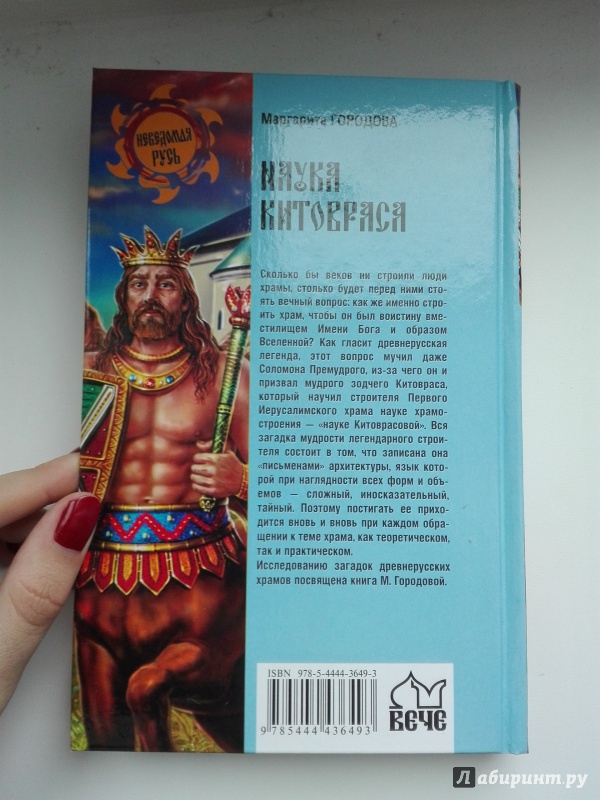 НЕВЕДОМАЯ
РУСЬ
Маргарита ГОРОДОВА
НАУКА
КИТОВРАСА
Сколько бы веков ни строили люди
храмы, столько будет перед ними сто-
ять вечный вопрос: как же именно стро-
ить храм, чтобы он был воистину вме-
стилищем Имени Бога и образом
Вселенной? Как гласит древнерусская
легенда, этот вопрос мучил даже
Соломона Премудрого, из-за чего он и
призвал мудрого зодчего Китовраса,
который научил строителя Первого
Иерусалимского храма науке храмо-
строения — «науке Китоврасовой». Вся
загадка мудрости легендарного строи-
теля состоит в том, что записана она
«письменами» архитектуры, язык кото-
рой при наглядности всех форм и объ-
емов — сложный, иносказательный,
тайный. Поэтому постигать ее прихо-
дится вновь и вновь при каждом обра-
щении к теме храма, как теоретическом,
так и практическом.
Исследованию загадок древнерусских
храмов посвящена книга М. Городовой.
ISBN 978-5-4444-3649-3
9 785444 436493
ВЕЧЕ
Лабиринт.ру